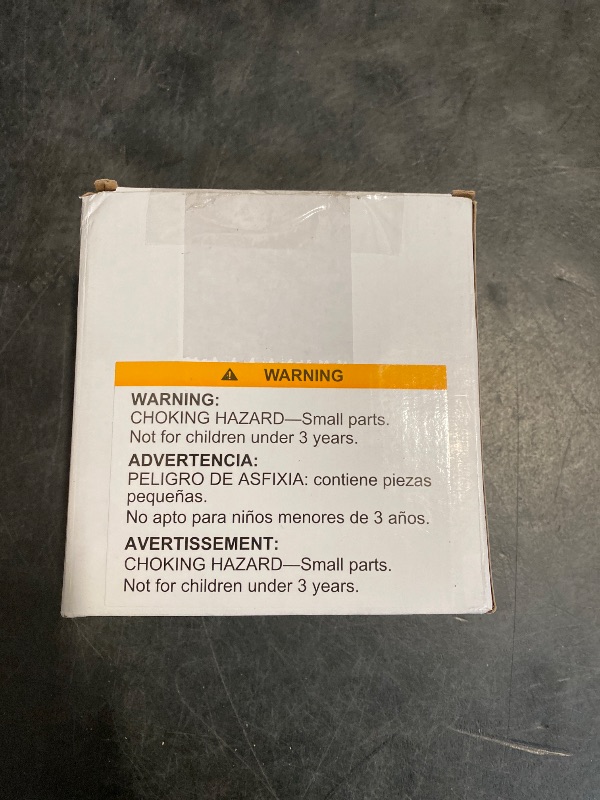 WARNING
WARNING:
CHOKING HAZARD—Small parts.
Not for children under 3 years.
ADVERTENCIA:
PELIGRO DE ASFIXIA: contiene piezas
pequeñas.
No apto para niños menores de 3 años.
AVERTISSEMENT:
CHOKING HAZARD—Small parts.
Not for children under 3 years.